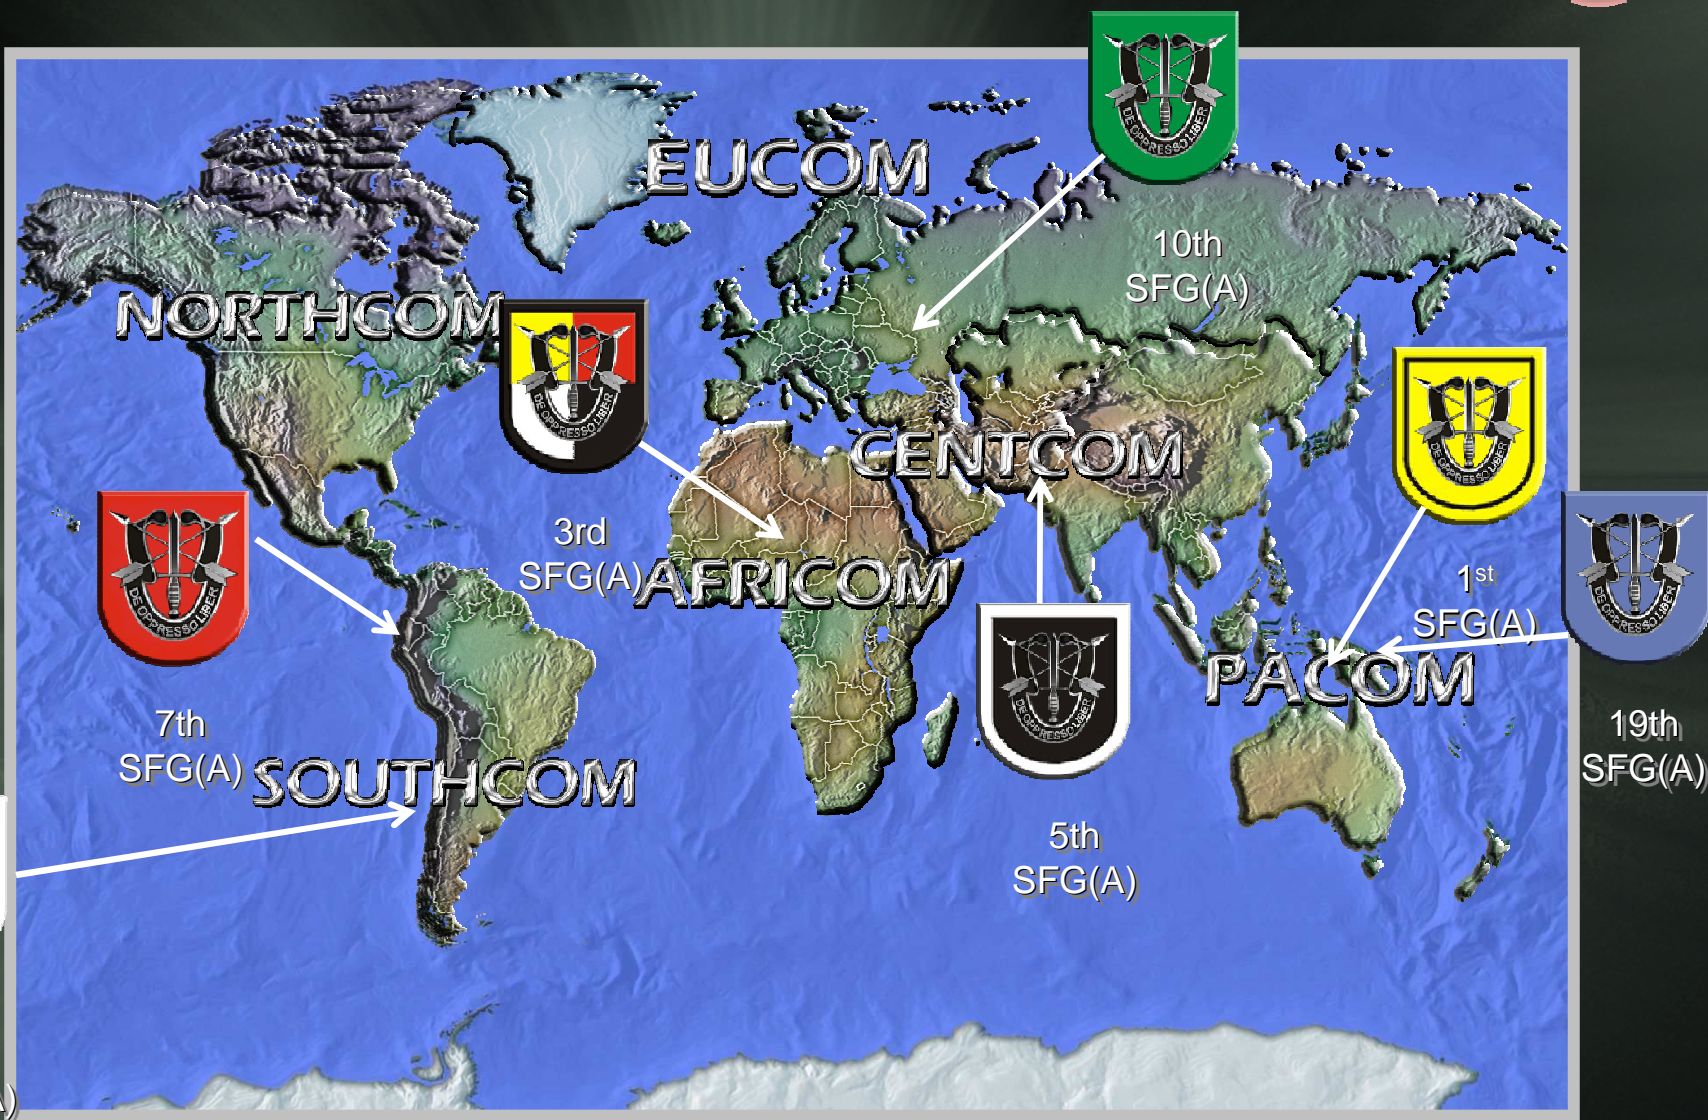 DE OPPRESSO LIBER
EUCOM
10th
SFG(A)
NORTHCOM
DE OPPRESSO LIBER
DE OPPRESSO LIBER
CENTCOM
DE OPPRESSO LIBER
3rd
SFG(A)
AFRICOM
DE OPPRESSO LIBER
1st
SFG(A)
DE OPPRESSO LIBER
PACOM
DE OPPRESSO LIBER
7th
SFG(A)
SOUTHCOM
19th
SFG(A)
5th
SFG(A)